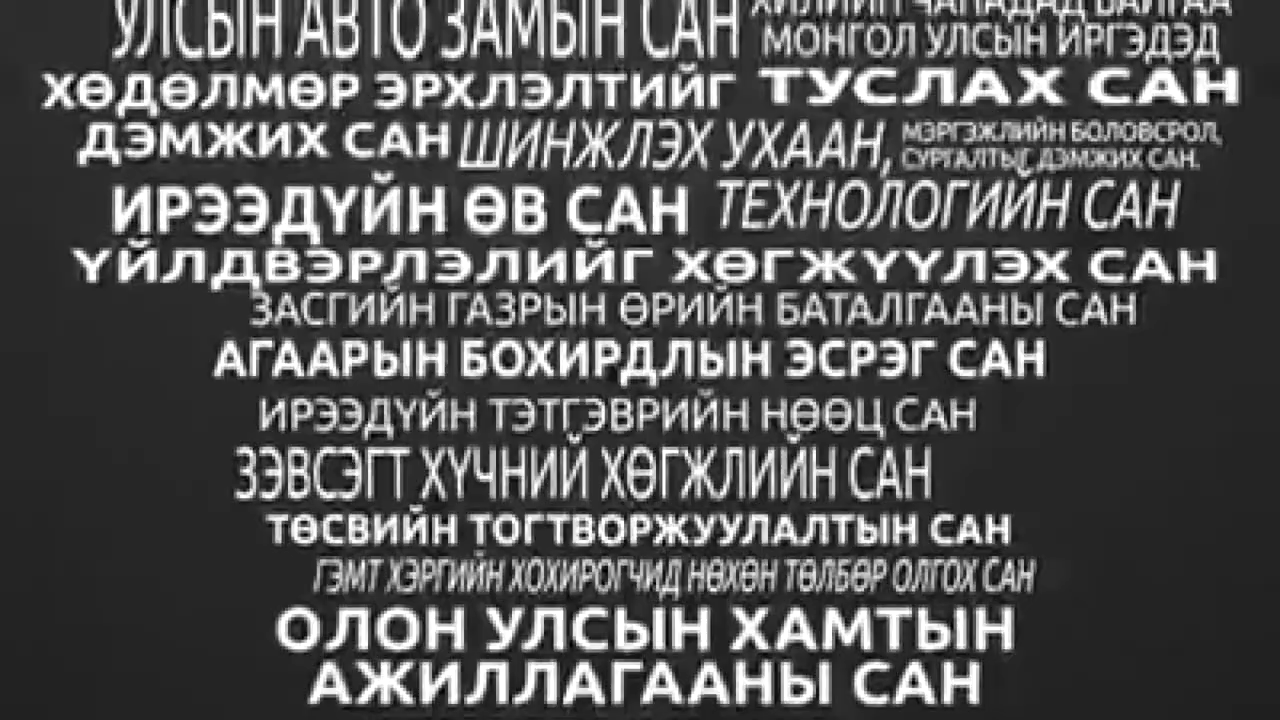 УЛСЫН АВТО ЗАМЫН САН
ХИЛИЙН ЧАНАДАД БАЙГАА
МОНГОЛ УЛСЫН ИРГЭДЭД
ТУСЛАХ САН
ХӨДӨЛМӨР ЭРХЛЭЛТИЙГ
ДЭМЖИХ САН
ШИНЖЛЭХ УХААН,
ТЕХНОЛОГИЙН САН
МЭРГЭЖЛИЙН БОЛОВСРОЛ,
СУРГАЛТЫГ ДЭМЖИХ САН.
ИРЭЭДҮЙН ӨВ САН
ҮЙЛДВЭРЛЭЛИЙГ ХӨГЖҮҮЛЭХ САН
ЗАСГИЙН ГАЗРЫН ӨРИЙН БАТАЛГААНЫ САН
АГААРЫН БОХИРДЛЫН ЭСРЭГ САН
ИРЭЭДҮЙН ТЭТГЭВРИЙН НӨӨЦ САН
ЗЭВСЭГТ ХҮЧНИЙ ХӨГЖЛИЙН САН
ТӨСВИЙН ТОГТВОРЖУУЛАЛТЫН САН
ГЭМТ ХЭРГИЙН ХОХИРОГЧИД НӨХӨН ТӨЛБӨР ОЛГОХ САН
ОЛОН УЛСЫН ХАМТЫН
АЖИЛЛАГААНЫ САН